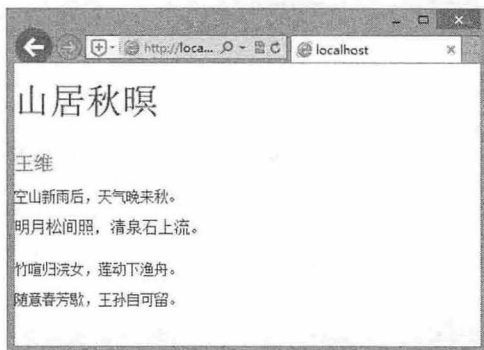 http://loca...
localhost
山居秋暝
王维
空山新雨后，天气晚来秋。
明月松间照，清泉石上流。
竹喧归浣女，莲动下渔舟。
随意春芳歇，王孙自可留。